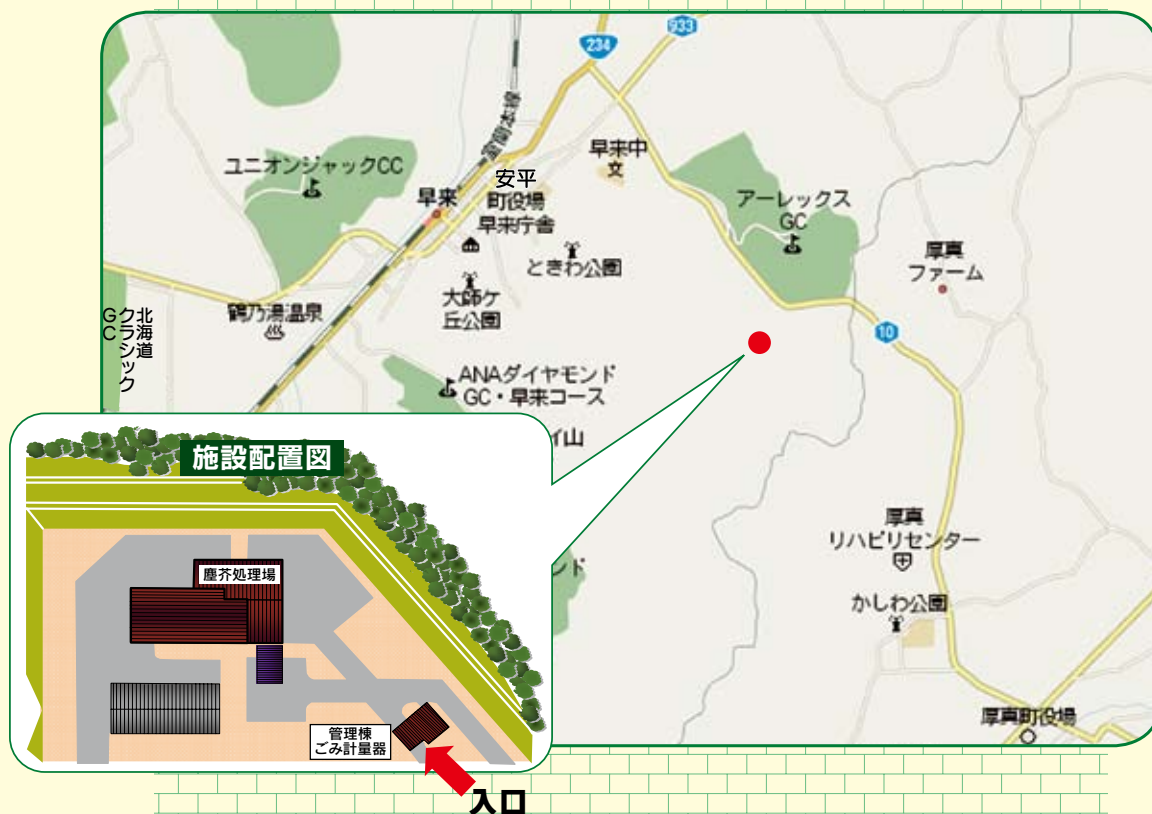 933
234
室蘭本線
早来中
文
ユニオンジャックCC
安平
町役場
早来庁舎
早来
アーレックス
GC
ときわ公園
厚真
ファーム
大師ケ
丘公園
鶴乃湯温泉
北海道
クラシック
GC
10
ANAダイヤモンド
GC・早来コース
イ山
施設配置図
厚真
リハビリセンター
ンド
塵芥処理場
かしわ公園
厚真町役場
管理棟
ごみ計量器
入口